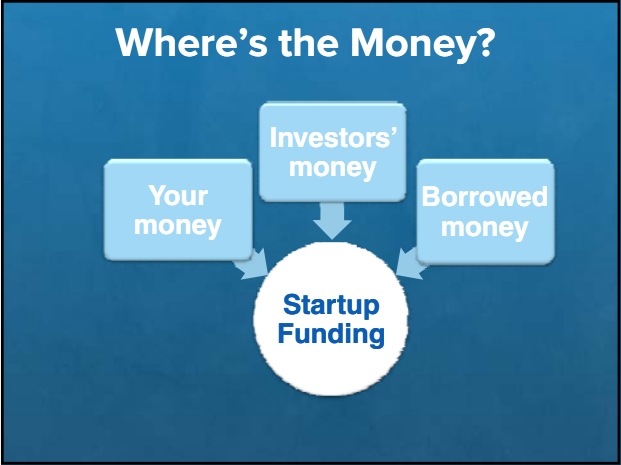 Where’s the Money?
Investors’
money
Your
money
Borrowed
money
Startup
Funding